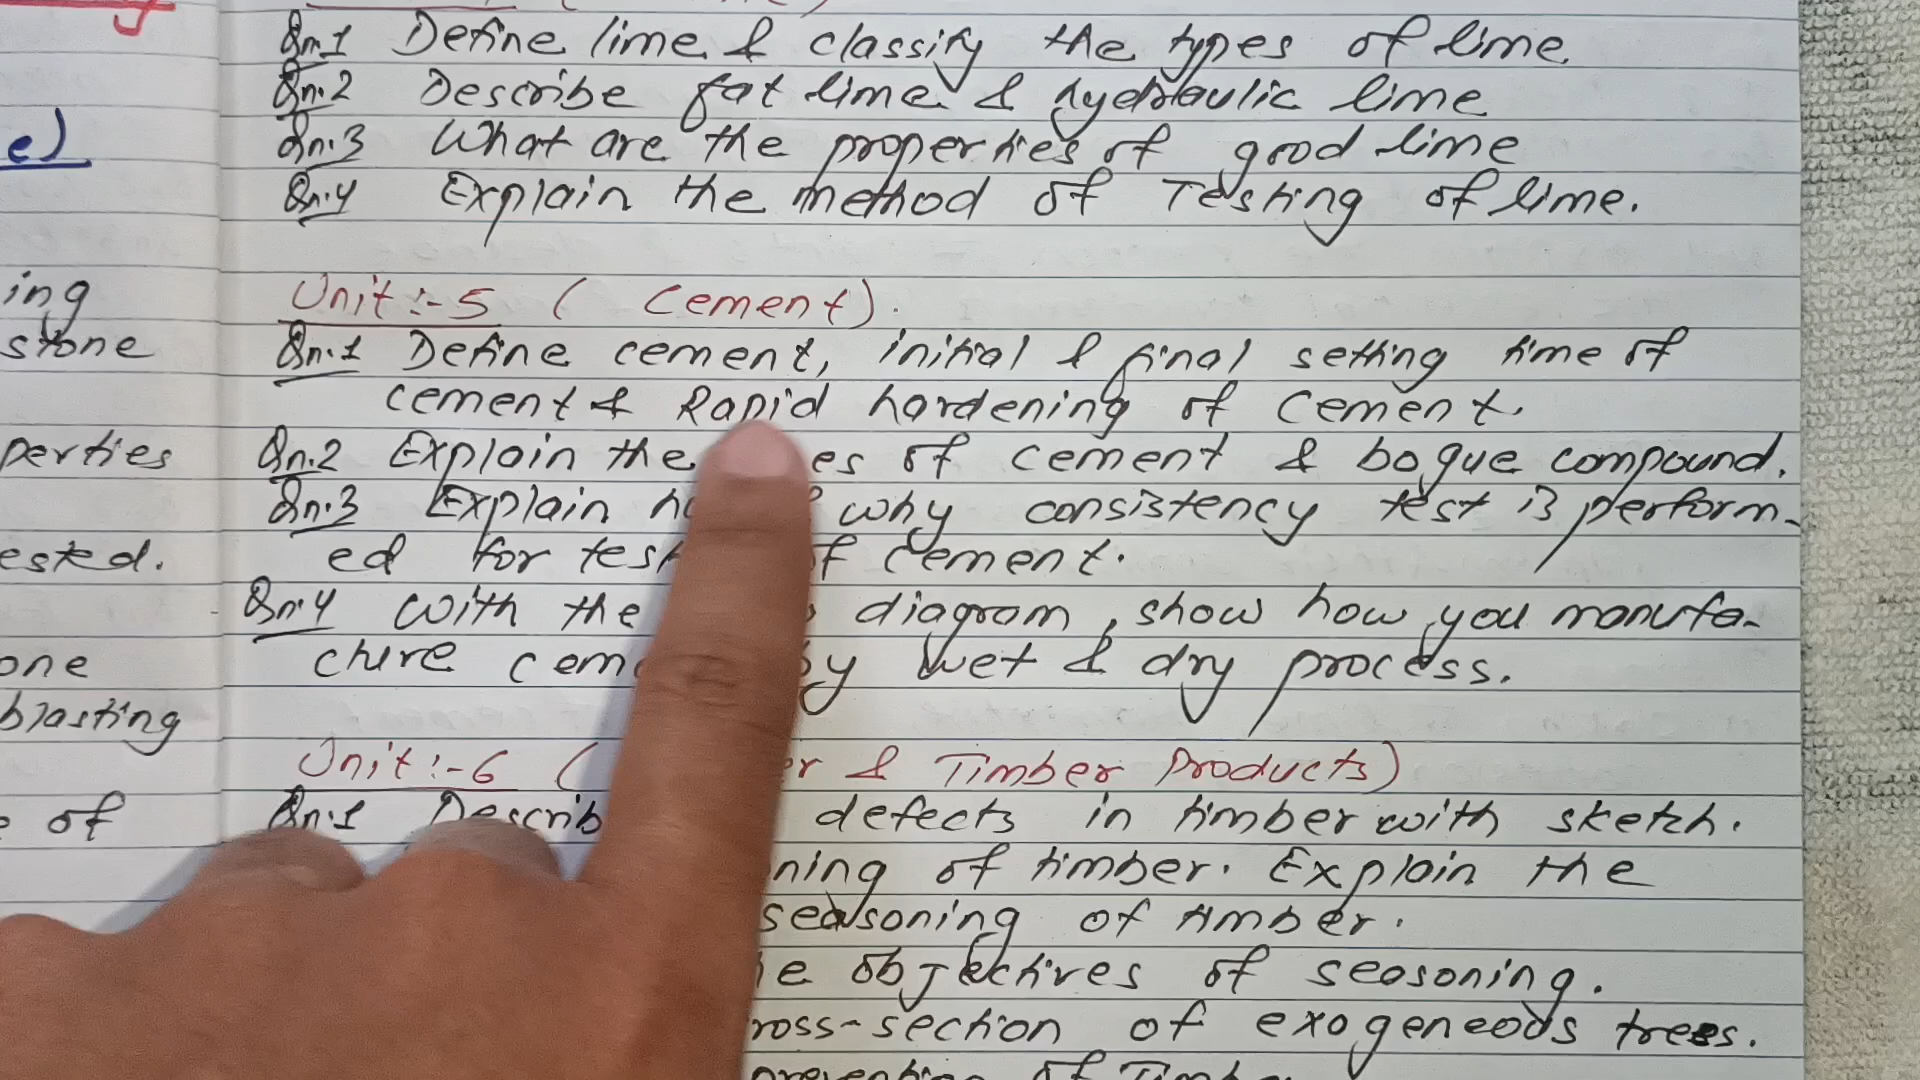 e)
ing
stone
perties
ested.
one
blasting
of
Qn.1 Define lime & classify the types of lime.
Qn.2 Describe fat lime & hydraulic lime
Qn.3 What are the properties of good lime
Qn.4 Explain the method of Testing of lime.
Unit:-5 ( Cement).
Qn.1 Define cement, initial & final setting time of
cement & Rapid hardening of cement.
Qn.2 Explain the es of cement & bogue compound.
Qn.3 Explain why consistency test is perform-
ed for test of cement.
Qn.4 With the diagram, show how you manufa-
cture cem by wet & dry process.
Unit:-6 ( er & Timber Products)
Qn.1 Describ defects in timber with sketch.
ning of timber. Explain the
seasoning of timber.
objectives of seasoning.
ross-section of exogeneous trees.
prevention of